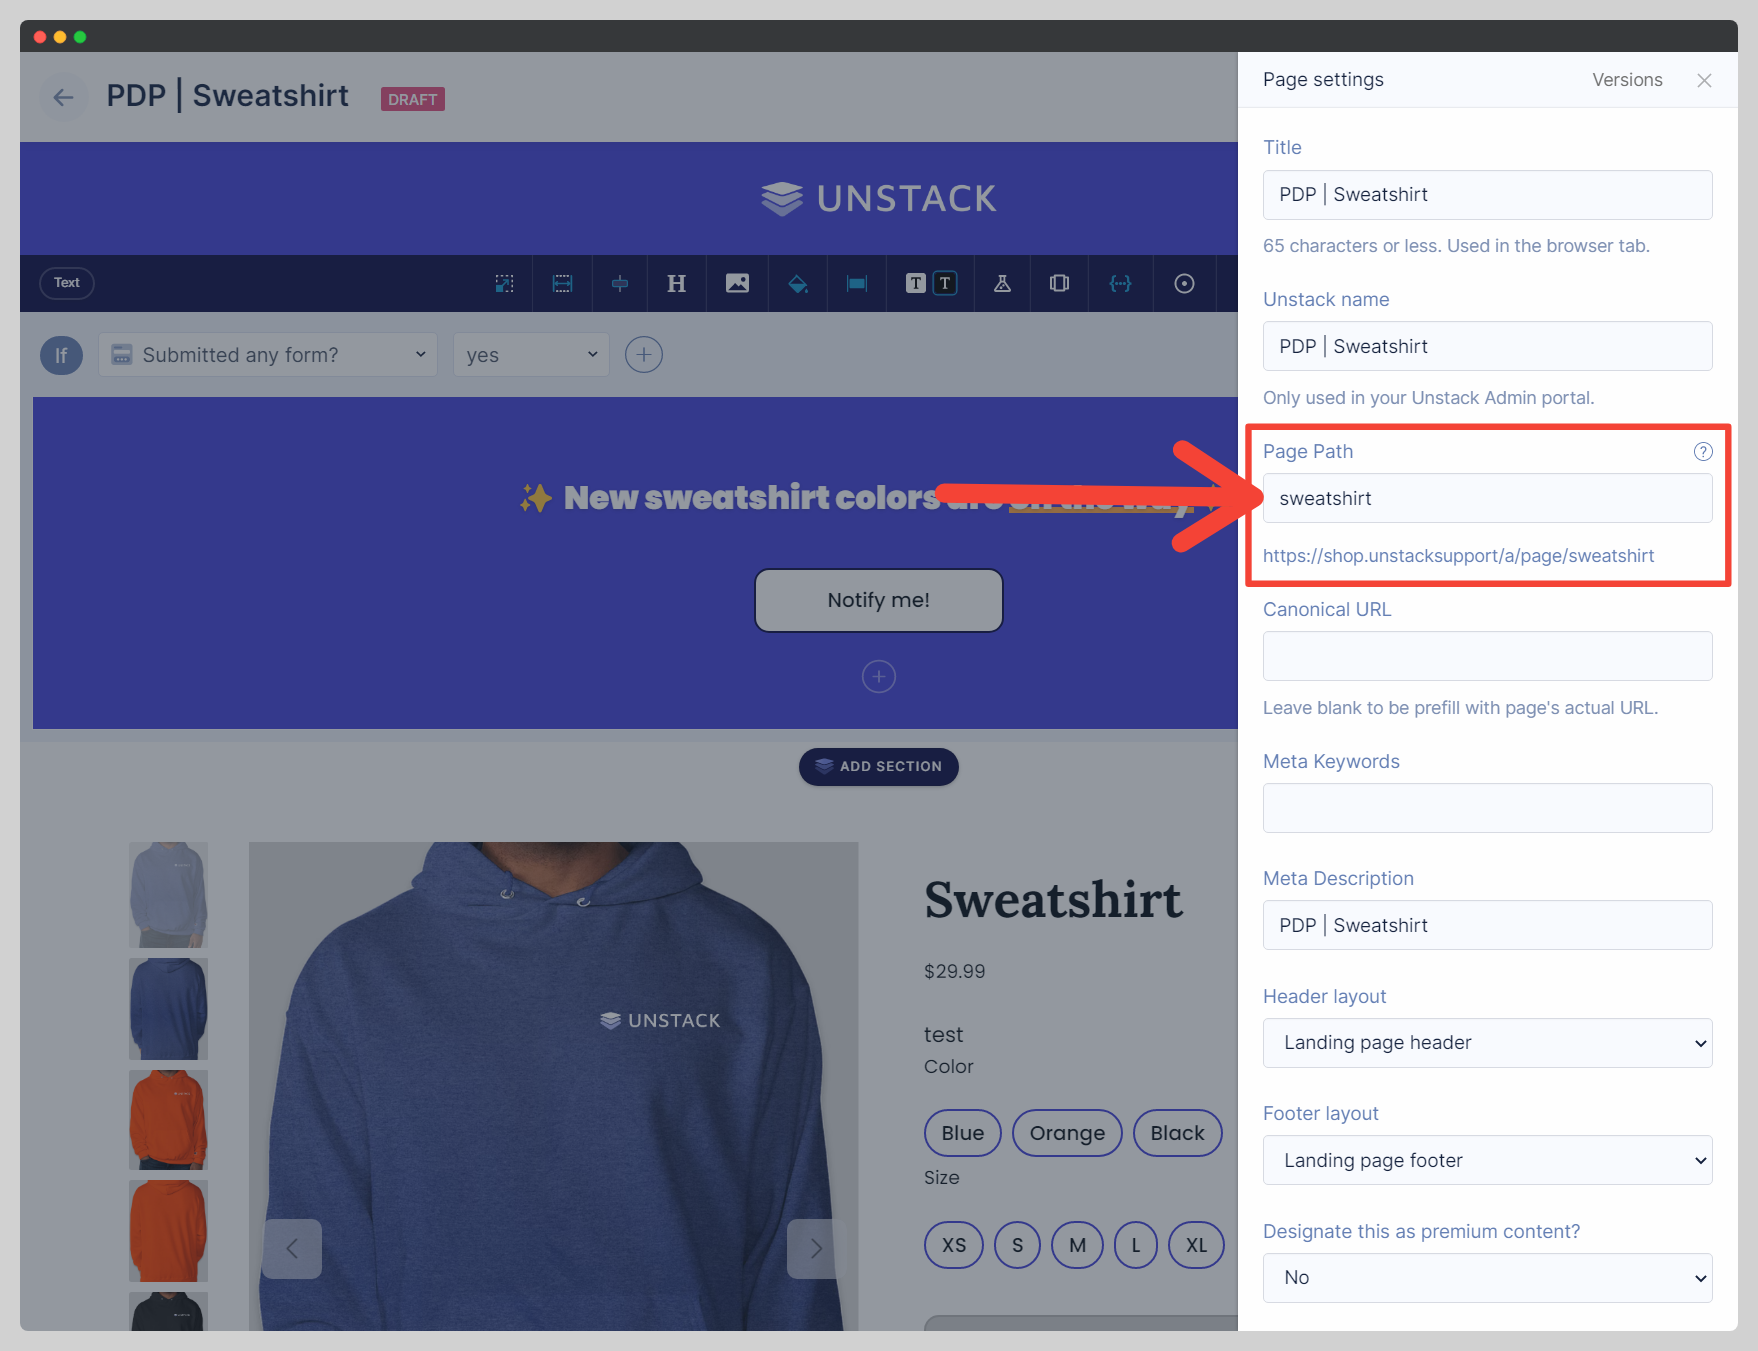 PDP | Sweatshirt
DRAFT
UNSTACK
Text
H
T
T
If
Submitted any form?
yes
✨ New sweatshirt colors are on the way ✨
Notify me!
ADD SECTION
UNSTACK
Sweatshirt
$29.99
test
Color
Blue
Orange
Black
Size
XS
S
M
L
XL
Page settings
Versions
Title
PDP | Sweatshirt
65 characters or less. Used in the browser tab.
Unstack name
PDP | Sweatshirt
Only used in your Unstack Admin portal.
Page Path
?
sweatshirt
https://shop.unstacksupport/a/page/sweatshirt
Canonical URL
Leave blank to be prefill with page's actual URL.
Meta Keywords
Meta Description
PDP | Sweatshirt
Header layout
Landing page header
Footer layout
Landing page footer
Designate this as premium content?
No